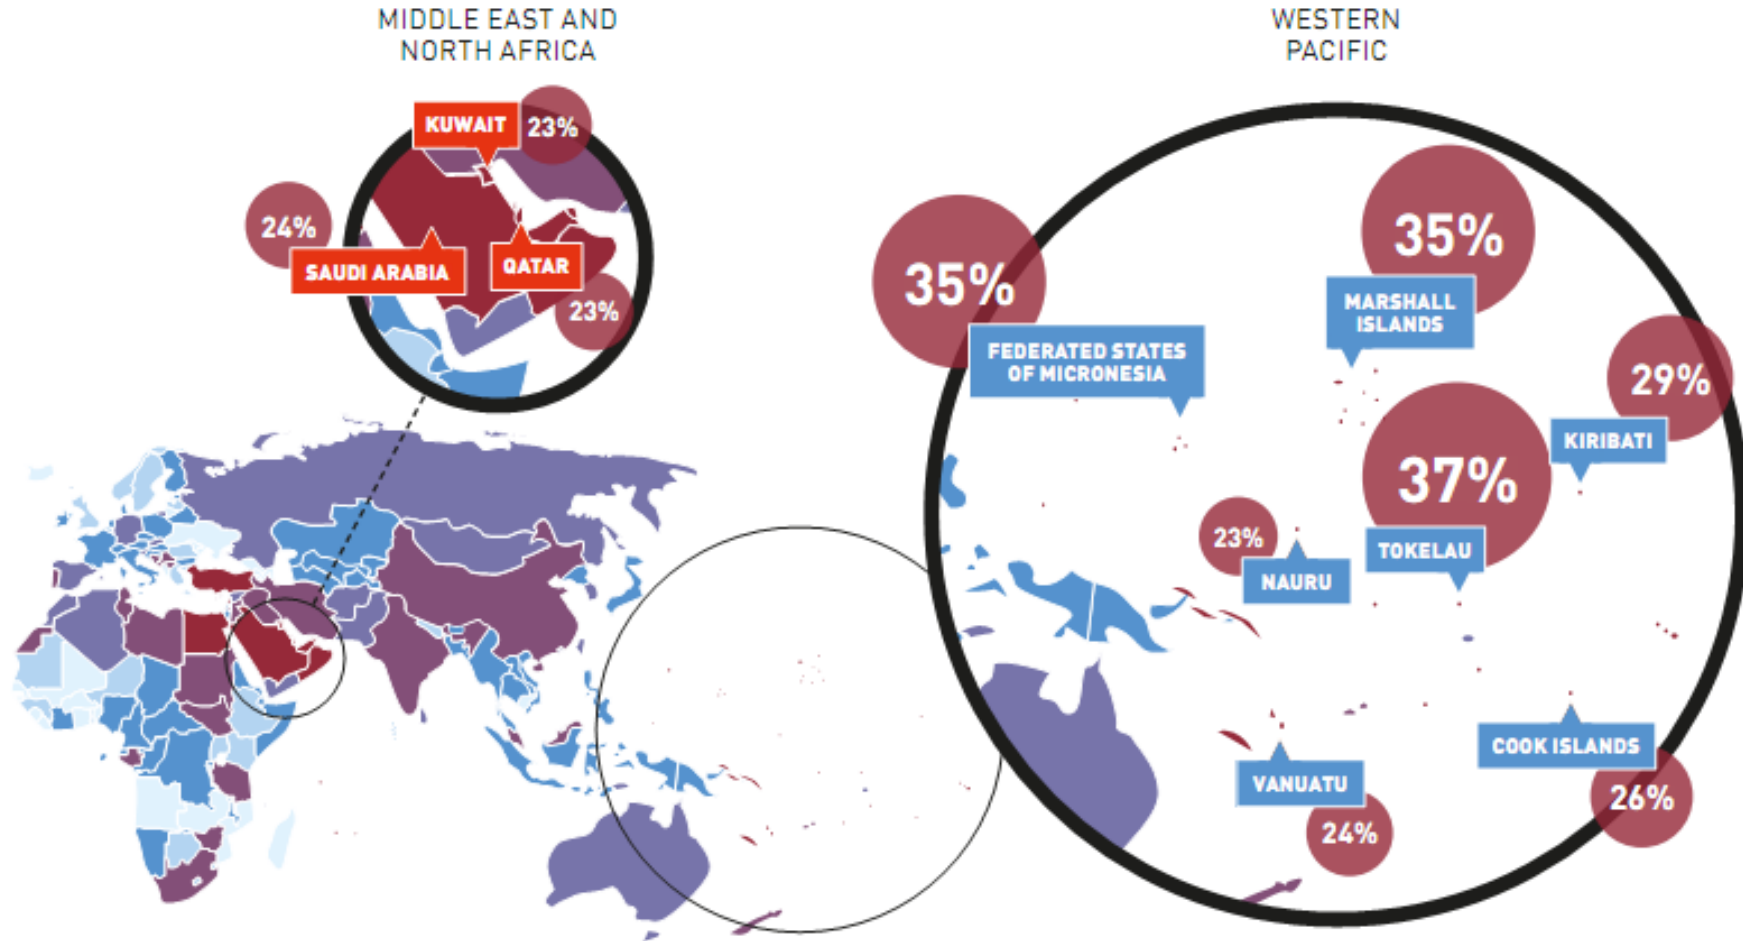 MIDDLE EAST AND
NORTH AFRICA
WESTERN
PACIFIC
KUWAIT
23%
24%
SAUDI ARABIA
QATAR
23%
35%
FEDERATED STATES
OF MICRONESIA
35%
MARSHALL
ISLANDS
29%
KIRIBATI
37%
TOKELAU
23%
NAURU
VANUATU
24%
COOK ISLANDS
26%